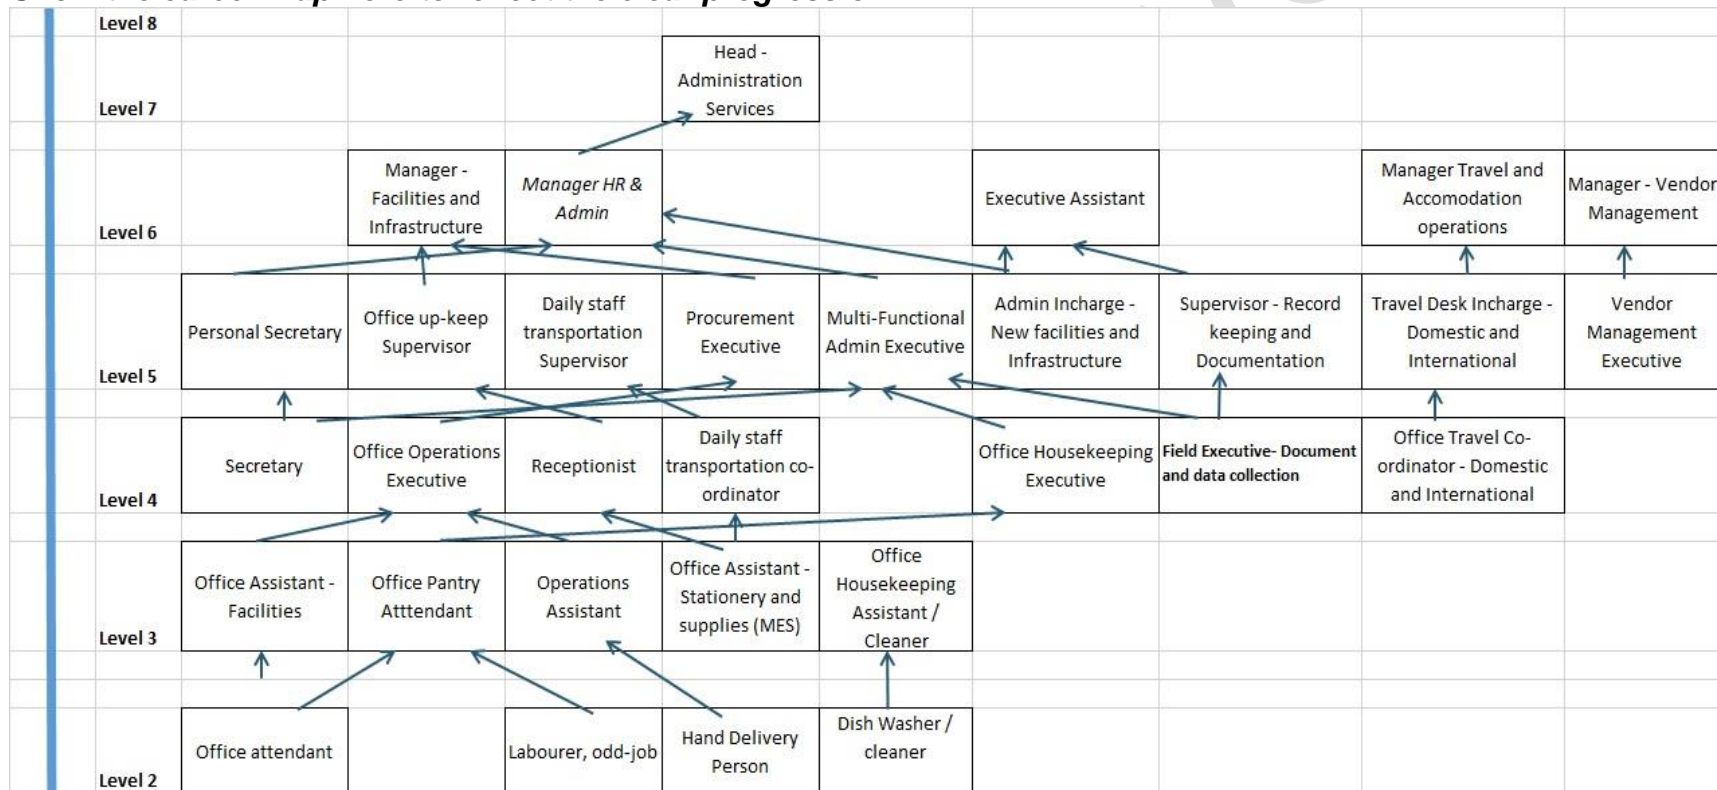 Level 8
Head -
Administration
Services
Level 7
Manager -
Facilities and
Infrastructure
Manager HR &
Admin
Executive Assistant
Manager Travel and
Accomodation
operations
Manager - Vendor
Management
Level 6
Personal Secretary
Office up-keep
Supervisor
Daily staff
transportation
Supervisor
Procurement
Executive
Multi-Functional
Admin Executive
Admin Incharge -
New facilities and
Infrastructure
Supervisor - Record
keeping and
Documentation
Travel Desk Incharge -
Domestic and
International
Vendor
Management
Executive
Level 5
Secretary
Office Operations
Executive
Receptionist
Daily staff
transportation co-
ordinator
Office Housekeeping
Executive
Field Executive- Document
and data collection
Office Travel Co-
ordinator - Domestic
and International
Level 4
Office Assistant -
Facilities
Office Pantry
Atttendant
Operations
Assistant
Office Assistant -
Stationery and
supplies (MES)
Office
Housekeeping
Assistant /
Cleaner
Level 3
Office attendant
Labourer, odd-job
Hand Delivery
Person
Dish Washer /
cleaner
Level 2